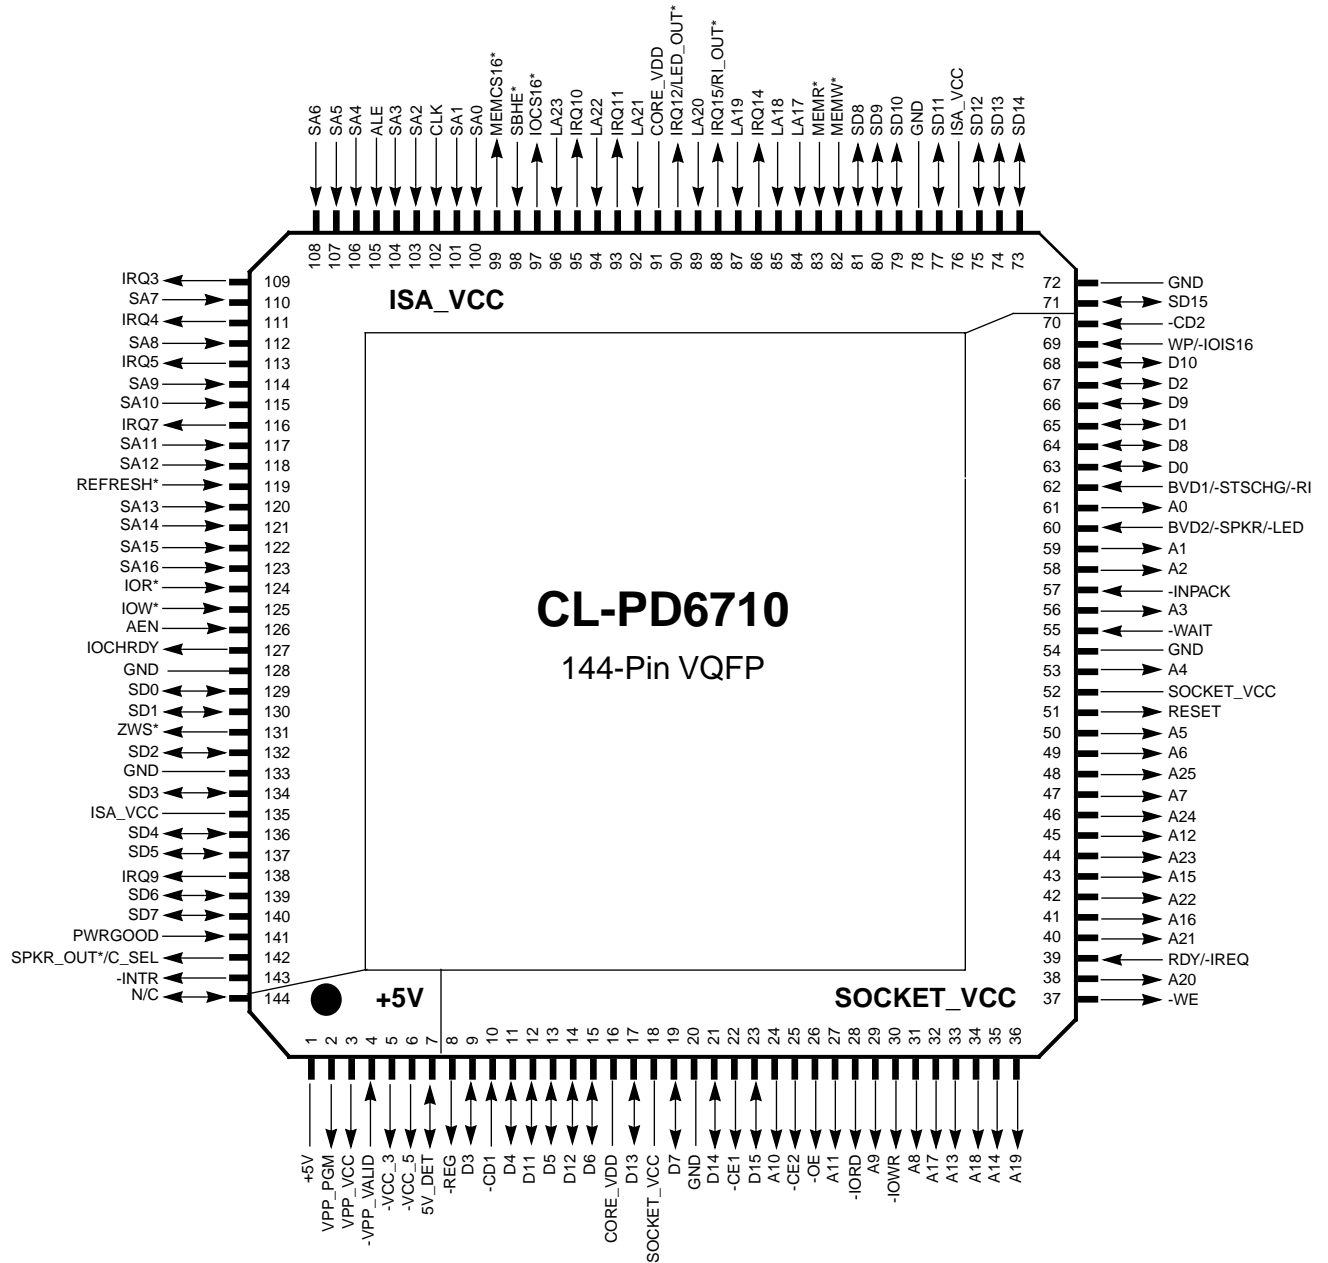 SA6
SA5
SA4
ALE
SA3
SA2
CLK
SA1
SA0
MEMCS16*
SBHE*
IOCS16*
LA23
IRQ10
LA22
IRQ11
LA21
CORE_VDD
IRQ12/LED_OUT*
LA20
IRQ15/RI_OUT*
LA19
IRQ14
LA18
LA17
MEMR*
MEMW*
SD8
SD9
SD10
GND
SD11
ISA_VCC
SD12
SD13
SD14
108 107 106 105 104 103 102 101 100 99 98 97 96 95 94 93 92 91 90 89 88 87 86 85 84 83 82 81 80 79 78 77 76 75 74 73
IRQ3 109
SA7 110
IRQ4 111
SA8 112
IRQ5 113
SA9 114
SA10 115
IRQ7 116
SA11 117
SA12 118
REFRESH* 119
SA13 120
SA14 121
SA15 122
SA16 123
IOR* 124
IOW* 125
AEN 126
IOCHRDY 127
GND 128
SD0 129
SD1 130
ZWS* 131
SD2 132
GND 133
SD3 134
ISA_VCC 135
SD4 136
SD5 137
IRQ9 138
SD6 139
SD7 140
PWRGOOD 141
SPKR_OUT*/C_SEL 142
-INTR 143
N/C 144
ISA_VCC
CL-PD6710
144-Pin VQFP
+5V
SOCKET_VCC
72 GND
71 SD15
70 -CD2
69 WP/-IOIS16
68 D10
67 D2
66 D9
65 D1
64 D8
63 D0
62 BVD1/-STSCHG/-RI
61 A0
60 BVD2/-SPKR/-LED
59 A1
58 A2
57 -INPACK
56 A3
55 -WAIT
54 GND
53 A4
52 SOCKET_VCC
51 RESET
50 A5
49 A6
48 A25
47 A7
46 A24
45 A12
44 A23
43 A15
42 A22
41 A16
40 A21
39 RDY/-IREQ
38 A20
37 -WE
1 2 3 4 5 6 7 8 9 10 11 12 13 14 15 16 17 18 19 20 21 22 23 24 25 26 27 28 29 30 31 32 33 34 35 36
+5V
VPP_PGM
VPP_VCC
-VPP_VALID
-VCC_3
-VCC_5
5V_DET
-REG
D3
-CD1
D4
D11
D5
D12
D6
CORE_VDD
D13
SOCKET_VCC
D7
GND
D14
-CE1
D15
A10
-CE2
-OE
A11
-IORD
A9
-IOWR
A8
A17
A13
A18
A14
A19